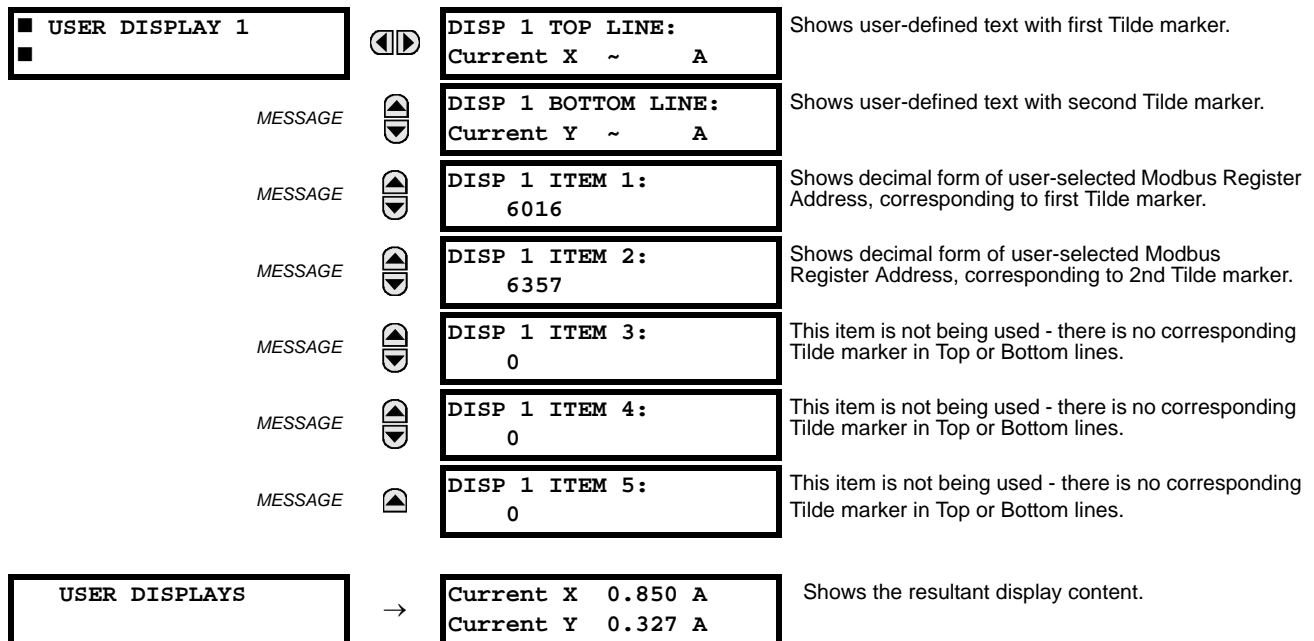 ■ USER DISPLAY 1
■
DISP 1 TOP LINE:
Current X ~ A
Shows user-defined text with first Tilde marker.
MESSAGE
DISP 1 BOTTOM LINE:
Current Y ~ A
Shows user-defined text with second Tilde marker.
MESSAGE
DISP 1 ITEM 1:
6016
Shows decimal form of user-selected Modbus Register
Address, corresponding to first Tilde marker.
MESSAGE
DISP 1 ITEM 2:
6357
Shows decimal form of user-selected Modbus
Register Address, corresponding to 2nd Tilde marker.
MESSAGE
DISP 1 ITEM 3:
0
This item is not being used - there is no corresponding
Tilde marker in Top or Bottom lines.
MESSAGE
DISP 1 ITEM 4:
0
This item is not being used - there is no corresponding
Tilde marker in Top or Bottom lines.
MESSAGE
DISP 1 ITEM 5:
0
This item is not being used - there is no corresponding
Tilde marker in Top or Bottom lines.
USER DISPLAYS
→
Current X 0.850 A
Current Y 0.327 A
Shows the resultant display content.